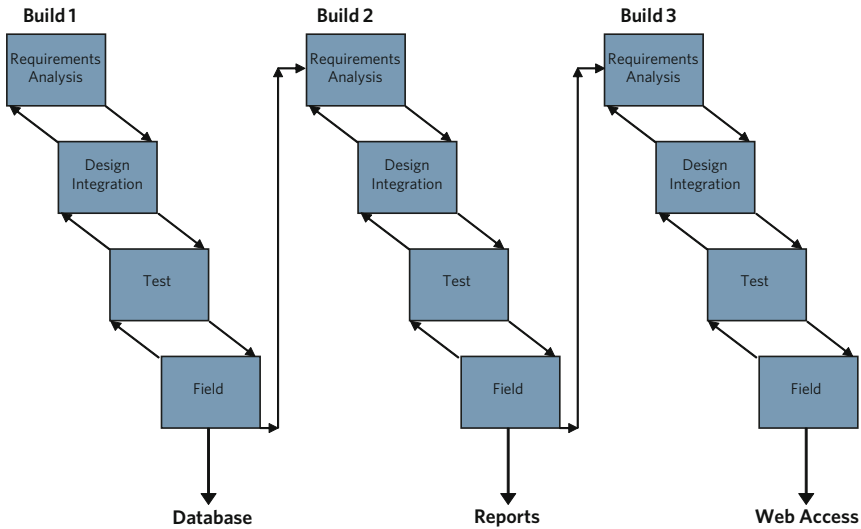 Build 1
Requirements
Analysis
Design
Integration
Test
Field
Database
Build 2
Requirements
Analysis
Design
Integration
Test
Field
Reports
Build 3
Requirements
Analysis
Design
Integration
Test
Field
Web Access